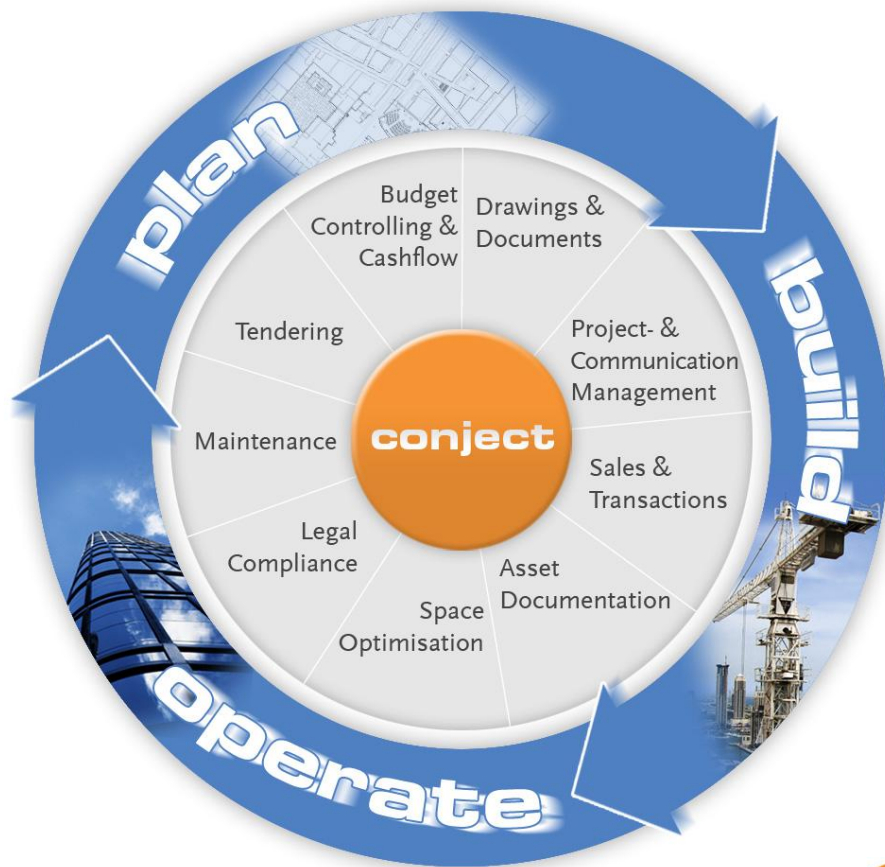 plan
build
operate
Budget
Controlling &
Cashflow
Drawings &
Documents
Project- &
Communication
Management
Sales &
Transactions
Asset
Documentation
Space
Optimisation
Legal
Compliance
Maintenance
Tendering
conject